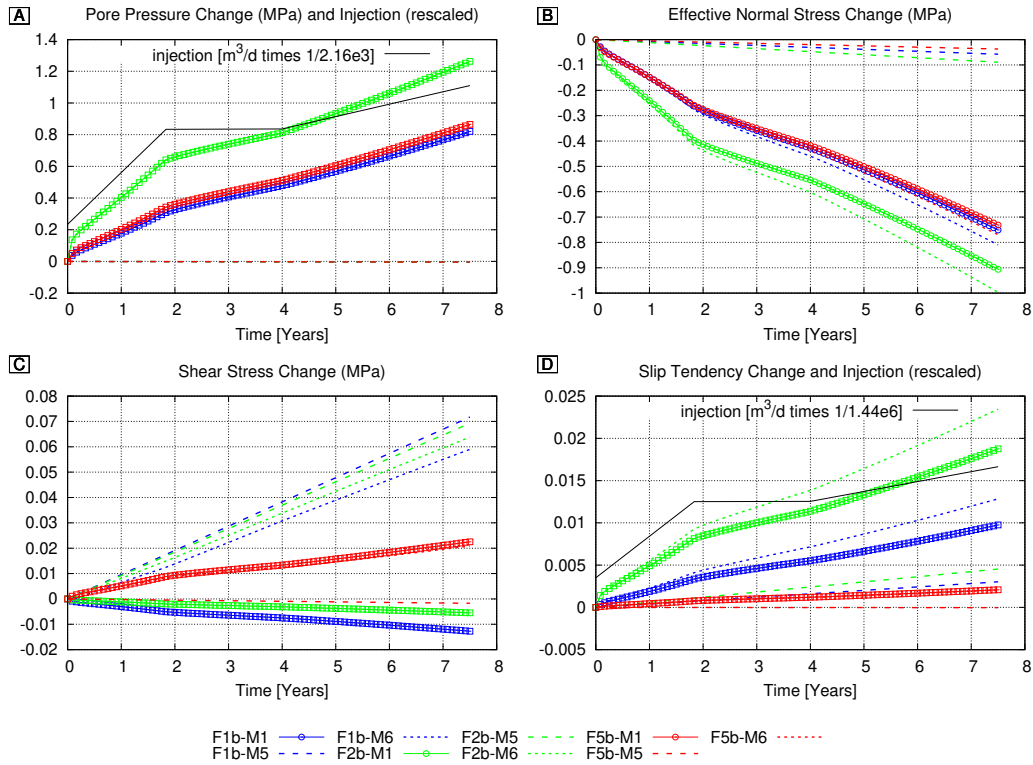 A
Pore Pressure Change (MPa) and Injection (rescaled)
injection [m³/d times 1/2.16e3]
1.4
1.2
1
0.8
0.6
0.4
0.2
0
-0.2
0 1 2 3 4 5 6 7 8
Time [Years]
B
Effective Normal Stress Change (MPa)
0
-0.1
-0.2
-0.3
-0.4
-0.5
-0.6
-0.7
-0.8
-0.9
-1
0 1 2 3 4 5 6 7 8
Time [Years]
C
Shear Stress Change (MPa)
0.08
0.07
0.06
0.05
0.04
0.03
0.02
0.01
0
-0.01
-0.02
0 1 2 3 4 5 6 7 8
Time [Years]
D
Slip Tendency Change and Injection (rescaled)
injection [m³/d times 1/1.44e6]
0.025
0.02
0.015
0.01
0.005
0
-0.005
0 1 2 3 4 5 6 7 8
Time [Years]
F1b-M1 F1b-M6 F2b-M5 F5b-M1 F5b-M6
F1b-M5 F2b-M1 F2b-M6 F5b-M5